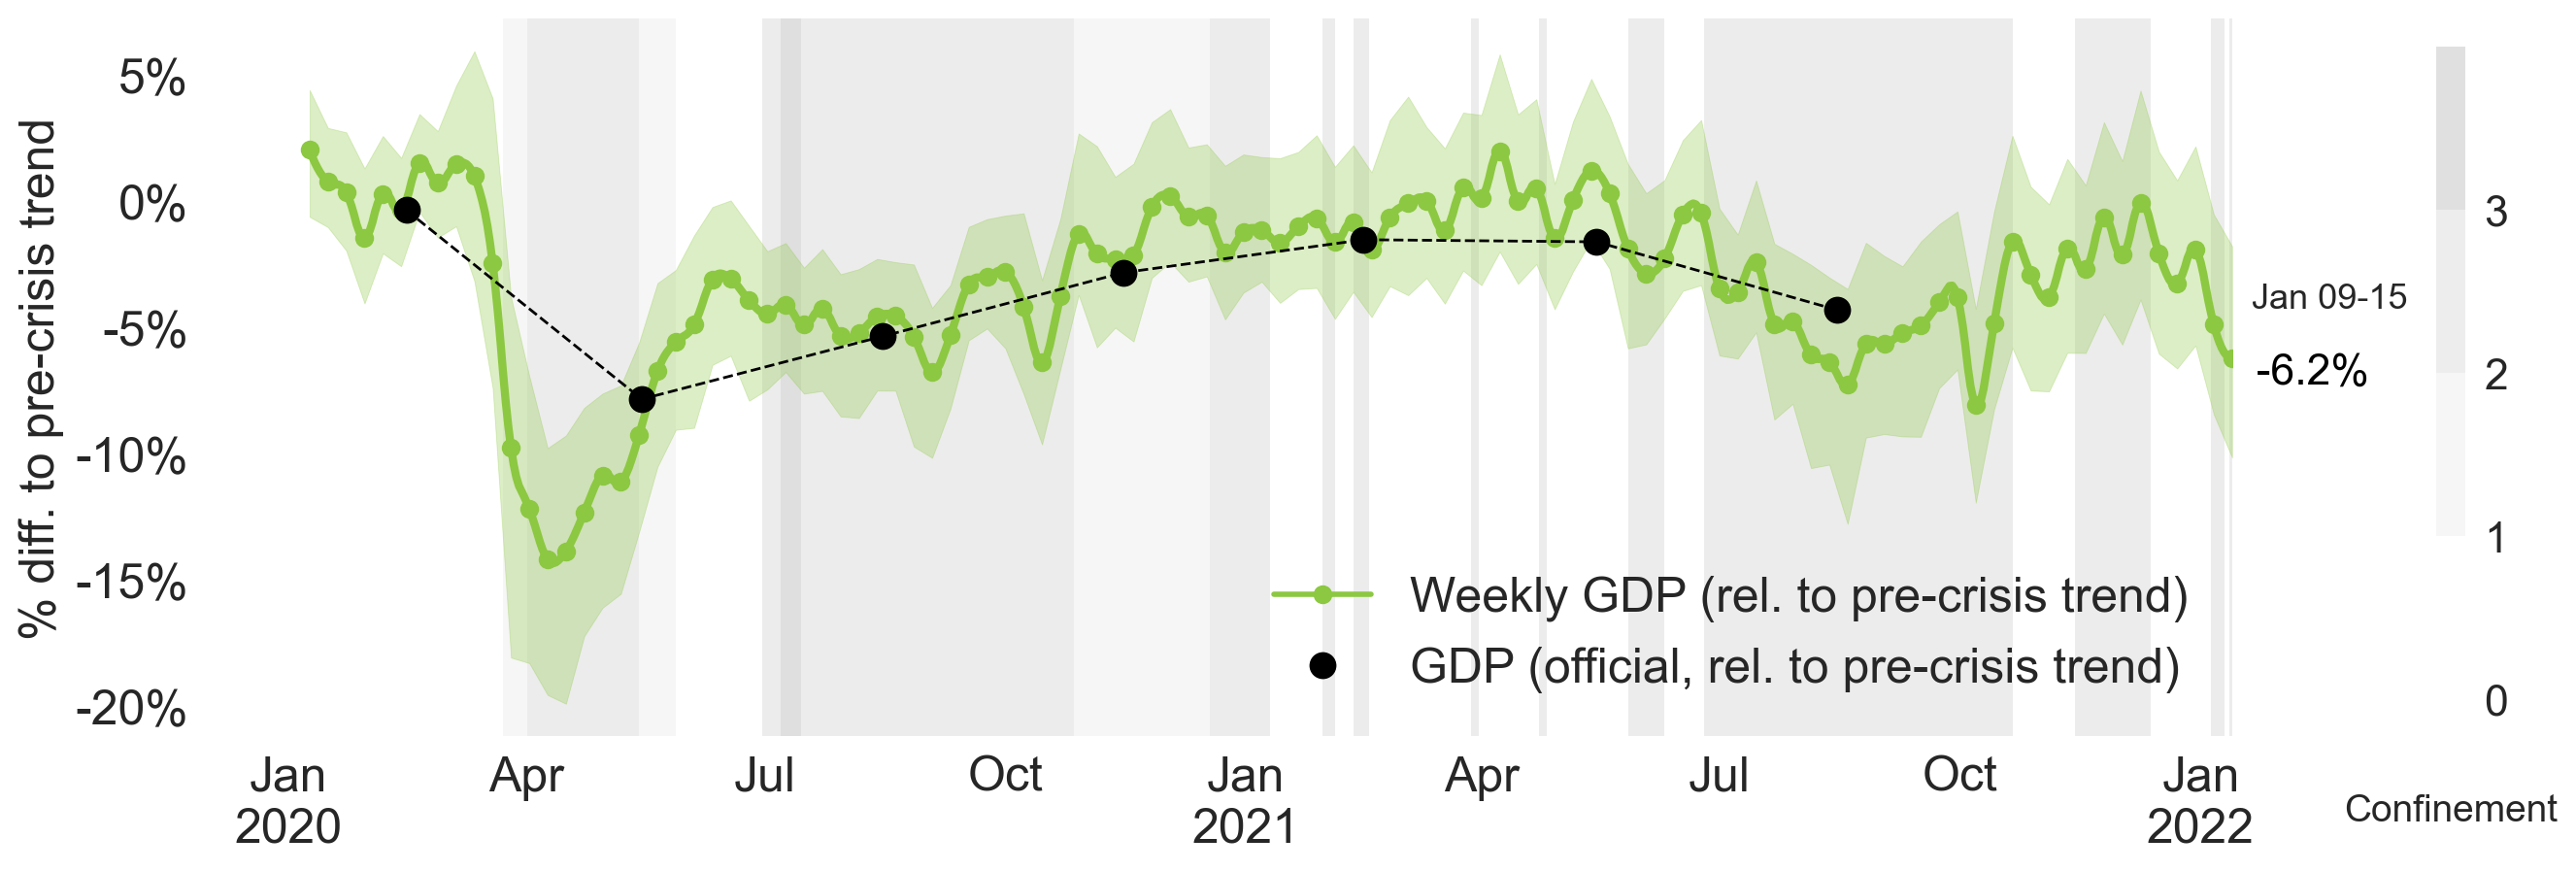 % diff. to pre-crisis trend
5%
0%
-5%
-10%
-15%
-20%
Jan
2020
Apr
Jul
Oct
Jan
2021
Apr
Jul
Oct
Jan
2022
Weekly GDP (rel. to pre-crisis trend)
GDP (official, rel. to pre-crisis trend)
Jan 09-15
-6.2%
3
2
1
0
Confinement